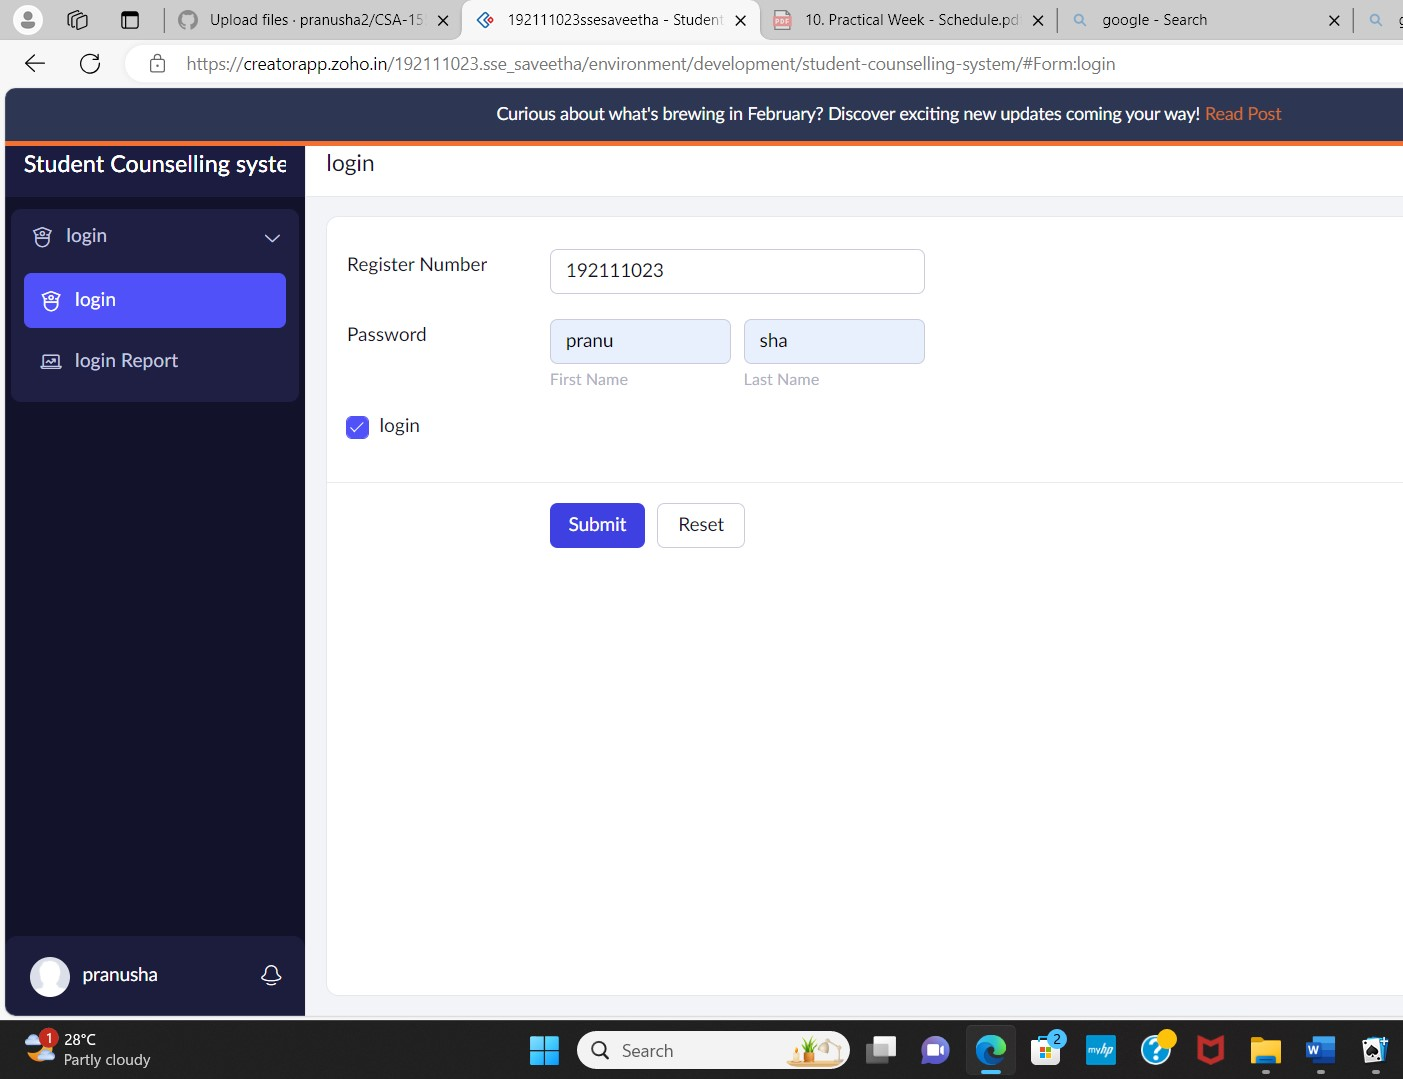 Upload files · pranusha2/CSA-15
192111023ssesaveetha - Student
10. Practical Week - Schedule.pd
google - Search
https://creatorapp.zoho.in/192111023.sse_saveetha/environment/development/student-counselling-system/#Form:login
Curious about what's brewing in February? Discover exciting new updates coming your way! Read Post
Student Counselling syste
login
login
login
login Report
Register Number
192111023
Password
pranu
sha
First Name
Last Name
login
Submit
Reset
pranusha
1
28°C
Partly cloudy
Search
2
myhp